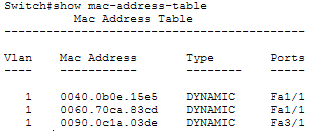 Switch#show mac-address-table
Mac Address Table
-------------------------------------------
Vlan Mac Address Type Ports
---- ----------- -------- -----
1 0040.0b0e.15e5 DYNAMIC Fa1/1
1 0060.70ca.83cd DYNAMIC Fa1/1
1 0090.0c1a.03de DYNAMIC Fa3/1